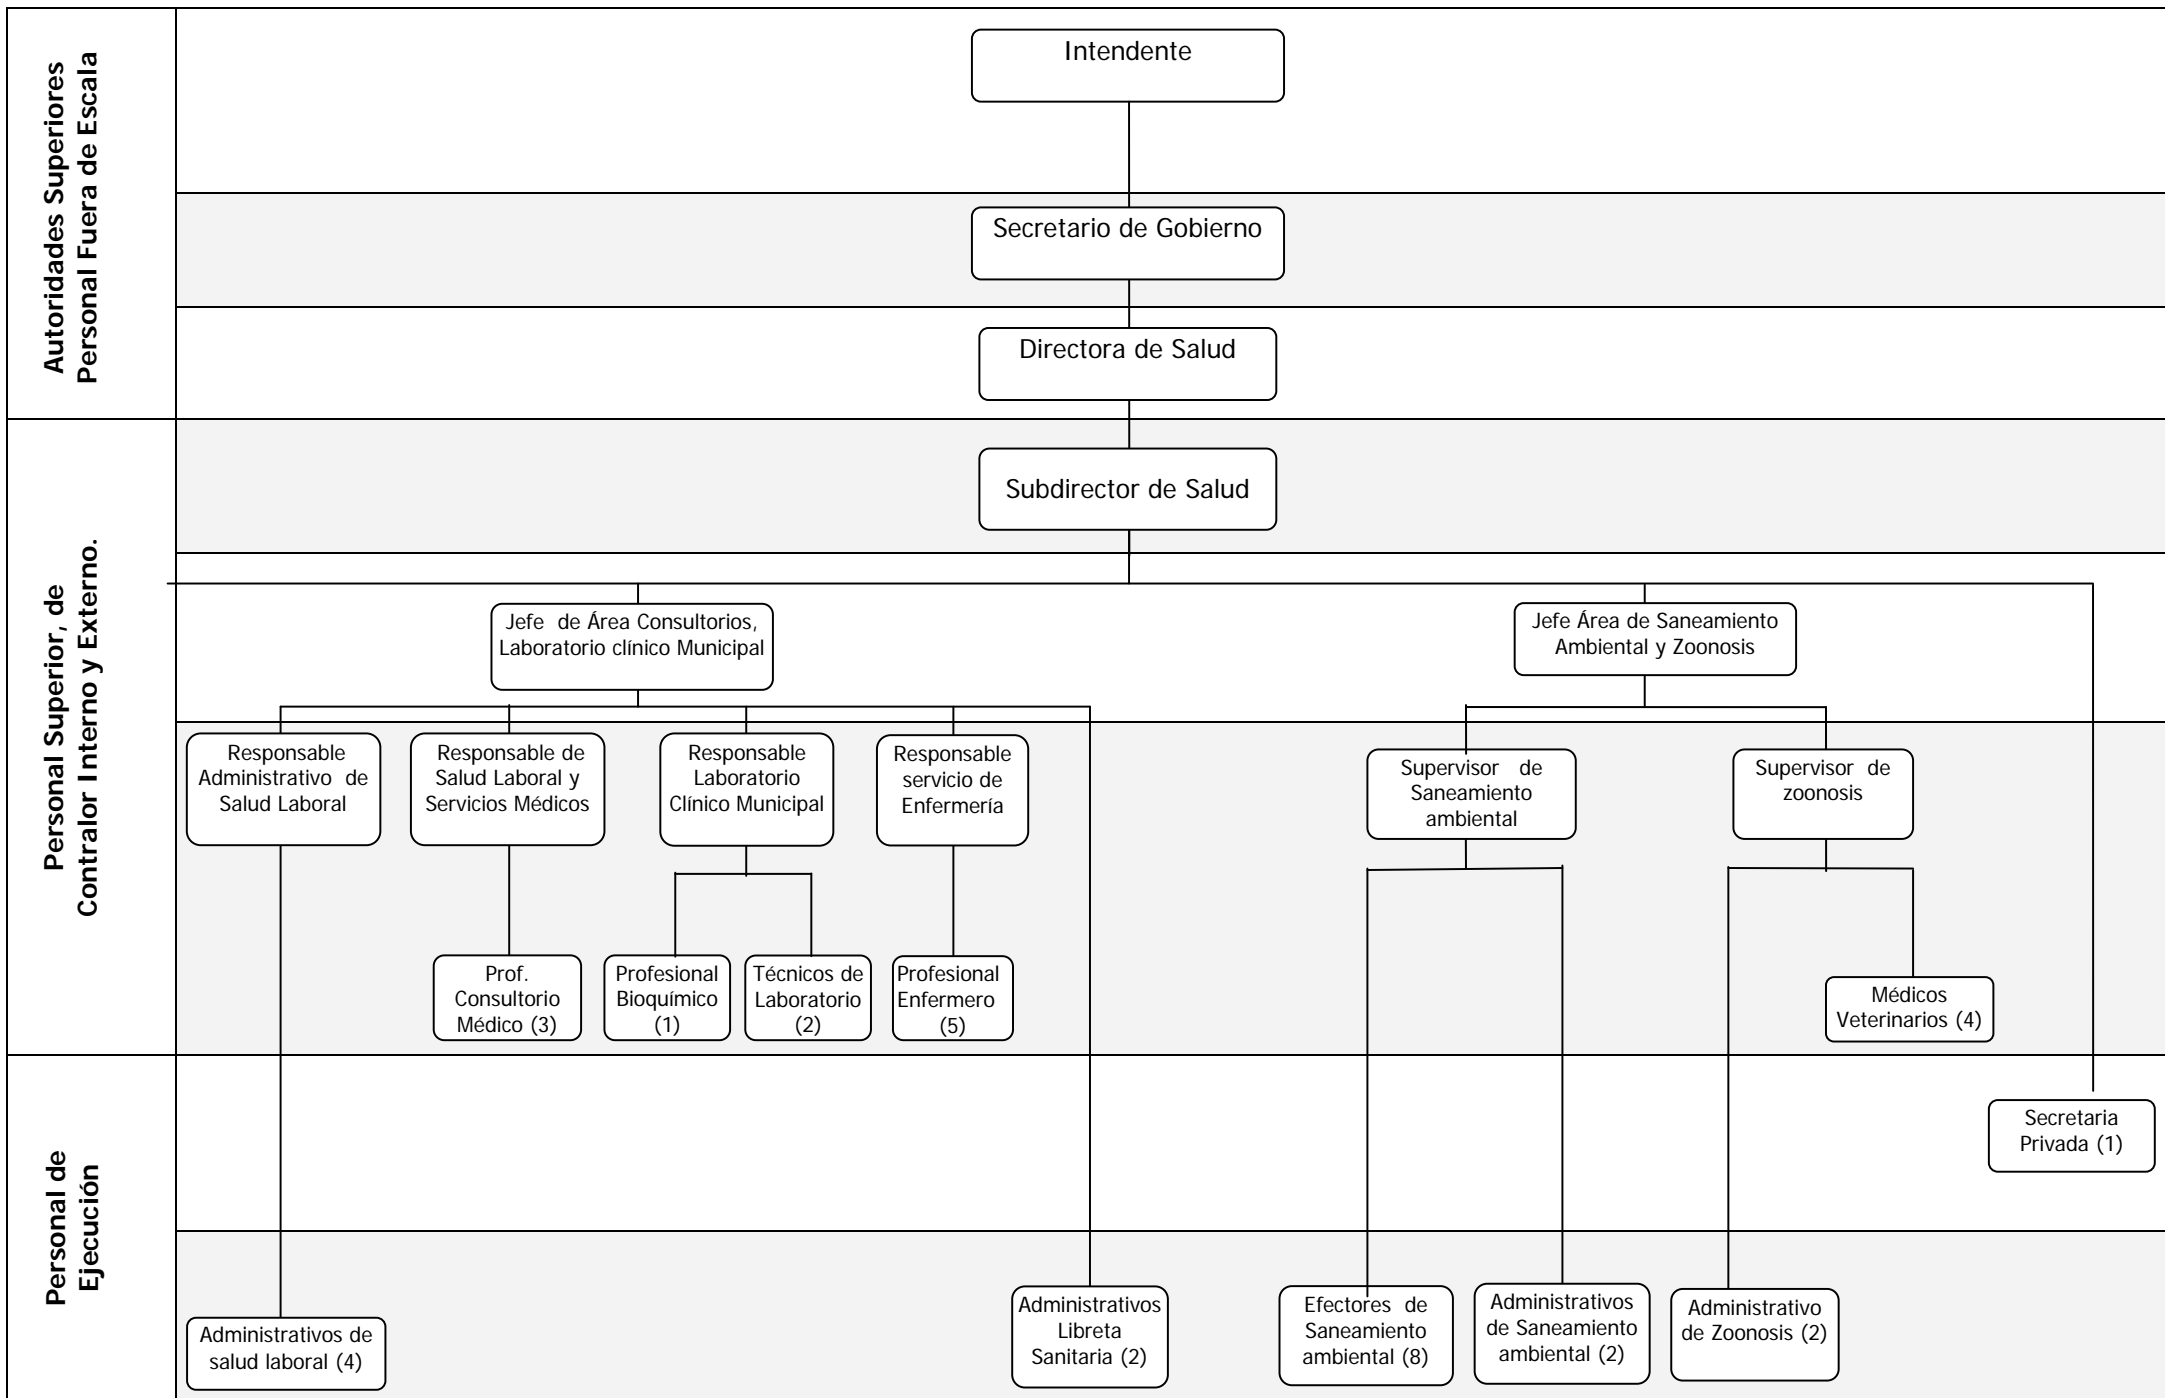 Autoridades Superiores
Personal Fuera de Escala
Intendente
Secretario de Gobierno
Directora de Salud
Personal Superior, de
Contralor Interno y Externo.
Subdirector de Salud
Jefe de Área Consultorios,
Laboratorio clínico Municipal
Jefe Área de Saneamiento
Ambiental y Zoonosis
Responsable
Administrativo de
Salud Laboral
Responsable de
Salud Laboral y
Servicios Médicos
Responsable
Laboratorio
Clínico Municipal
Responsable
servicio de
Enfermería
Supervisor de
Saneamiento
ambiental
Supervisor de
zoonosis
Prof.
Consultorio
Médico (3)
Profesional
Bioquímico
(1)
Técnicos de
Laboratorio
(2)
Profesional
Enfermero
(5)
Médicos
Veterinarios (4)
Personal de
Ejecución
Secretaria
Privada (1)
Administrativos de
salud laboral (4)
Administrativos
Libreta
Sanitaria (2)
Efectores de
Saneamiento
ambiental (8)
Administrativos
de Saneamiento
ambiental (2)
Administrativo
de Zoonosis (2)